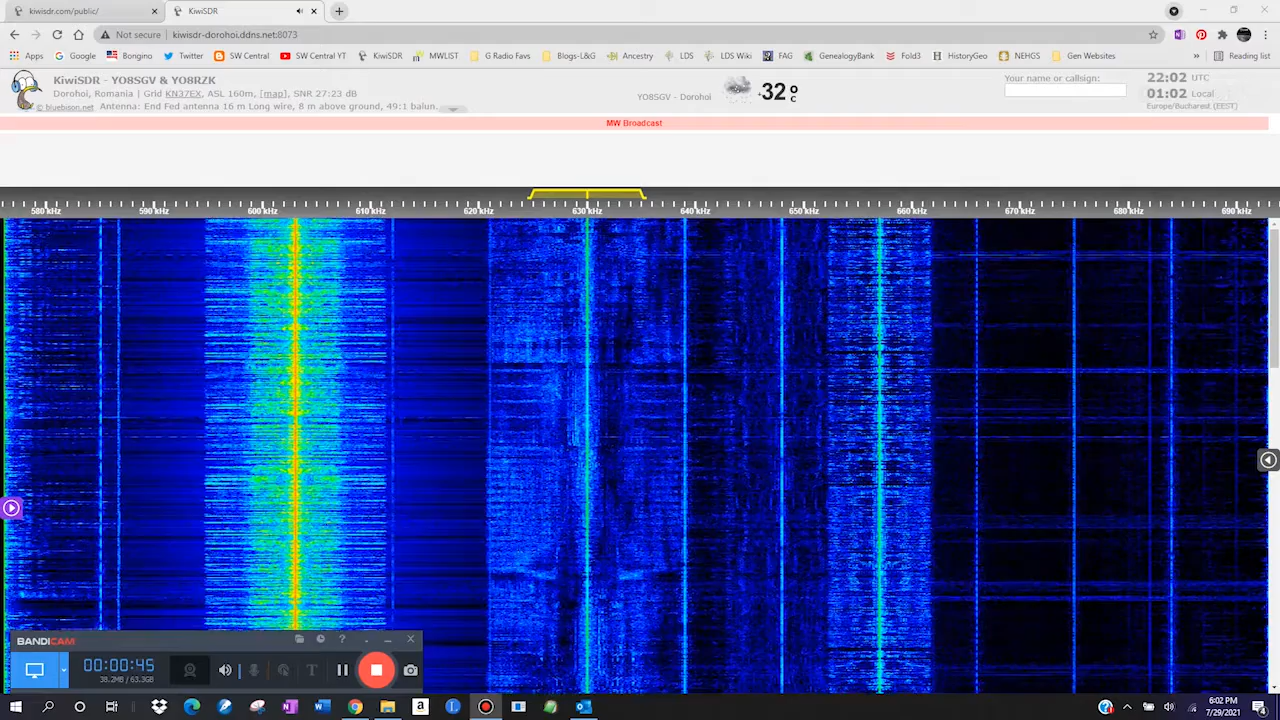 kiwisdr.com/public/
KiwiSDR
Not secure
kiwisdr-dorohoi.ddns.net:8073
Apps Google Bongino Twitter SW Central SW Central YT KiwiSDR MWLIST G Radio Favs Blogs-L&G Ancestry LDS LDS Wiki FAG GenealogyBank Fold3 HistoryGeo NEHGS Gen Websites » Reading list
KiwiSDR - YO8SGV & YO8RZK
Dorohoi, Romania | Grid KN37EX, ASL 160m, [map], SNR 27:23 dB
© bluebison.net Antenna: End Fed antenna 16 m Long wire, 8 m above ground, 49:1 balun.
YO8SGV - Dorohoi
32 °C
Your name or callsign:
22:02 UTC
01:02 Local
Europe/Bucharest (EEST)
MW Broadcast
580 kHz 590 kHz 600 kHz 610 kHz 620 kHz 630 kHz 640 kHz 650 kHz 660 kHz 670 kHz 680 kHz 690 kHz
BANDICAM
00:00:45
6:02 PM
7/29/2021